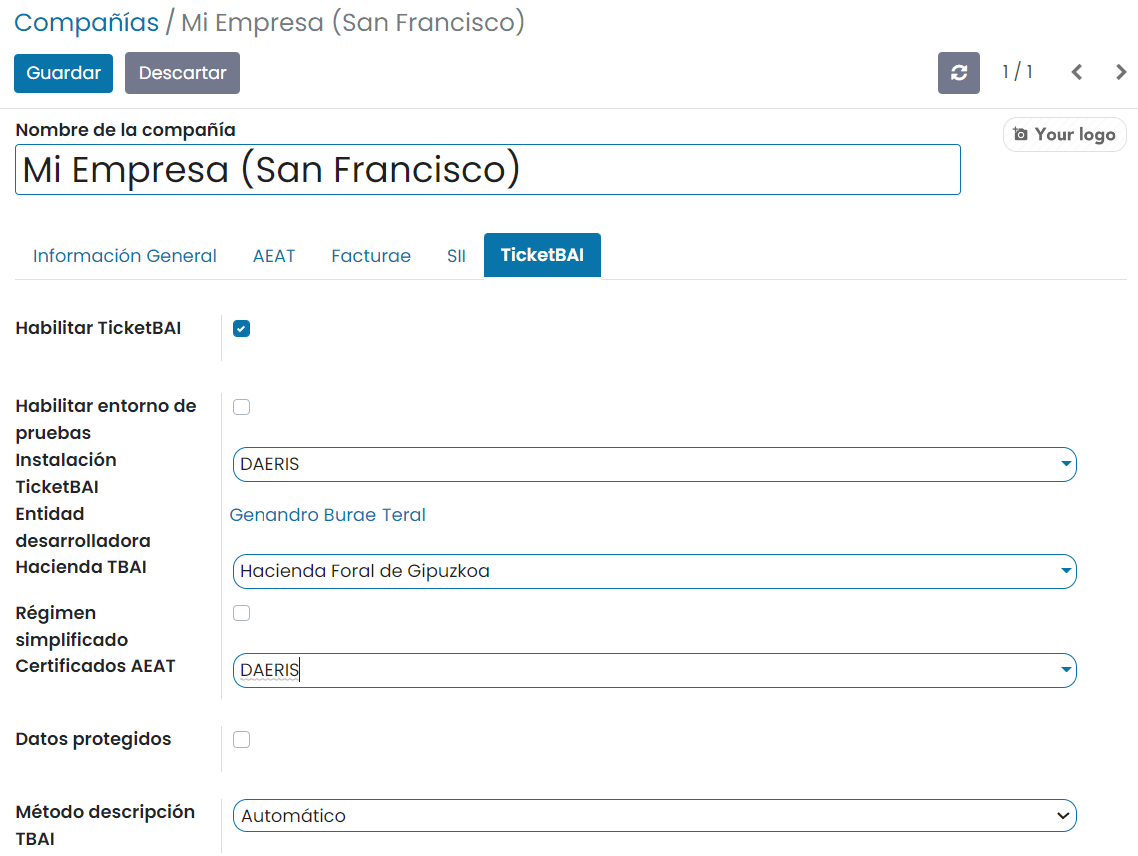 Compañías / Mi Empresa (San Francisco)
Guardar Descartar 1 / 1
Nombre de la compañía
Your logo
Mi Empresa (San Francisco)
Información General AEAT Facturae SII TicketBAI
Habilitar TicketBAI
Habilitar entorno de
pruebas
Instalación
TicketBAI
DAERIS
Entidad
desarrolladora
Genandro Burae Teral
Hacienda TBAI
Hacienda Foral de Gipuzkoa
Régimen
simplificado
Certificados AEAT
DAERIS
Datos protegidos
Método descripción
TBAI
Automático